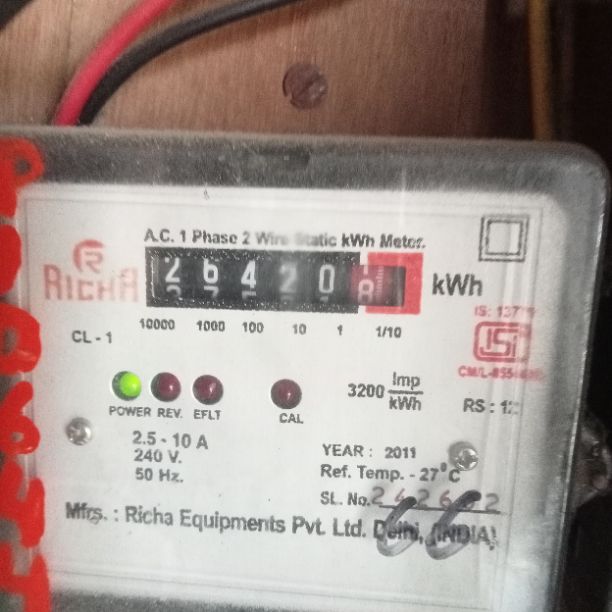 A.C. 1 Phase 2 Wire Static kWh Meter.
RICHA
26420
kWh
10000 1000 100 10 1 1/10
CL - 1
3200 Imp/kWh
POWER REV. EFLT CAL
RS : 12
2.5 - 10 A
240 V.
50 Hz.
YEAR : 2011
Ref. Temp. - 27°C
SL. No.
Mfrs. : Richa Equipments Pvt. Ltd. Delhi, (INDIA)